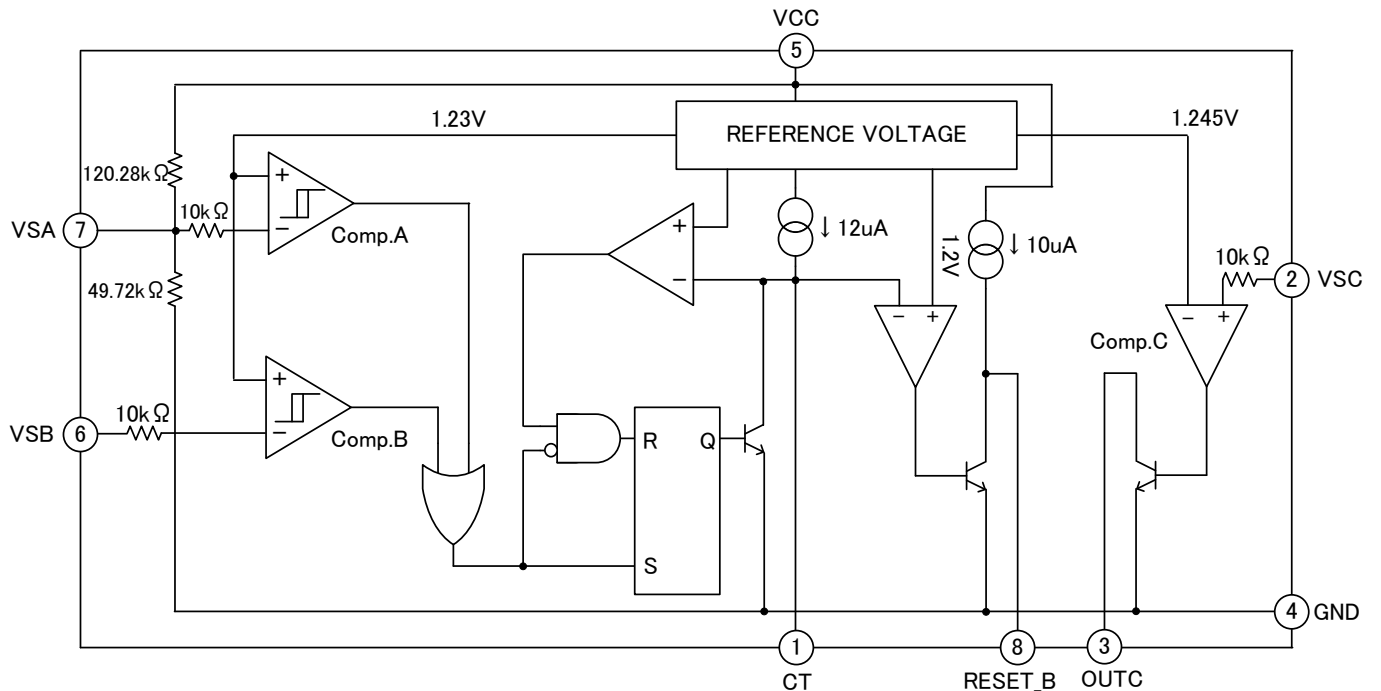 VCC
5
1.23V
REFERENCE VOLTAGE
1.245V
120.28kΩ
+
10kΩ
−
Comp.A
VSA
7
+
−
↓ 12uA
1.2V
↓ 10uA
10kΩ
2
VSC
49.72kΩ
− +
− +
Comp.C
+
−
Comp.B
VSB
6
10kΩ
R
Q
S
4
GND
1
CT
8
RESET_B
3
OUTC